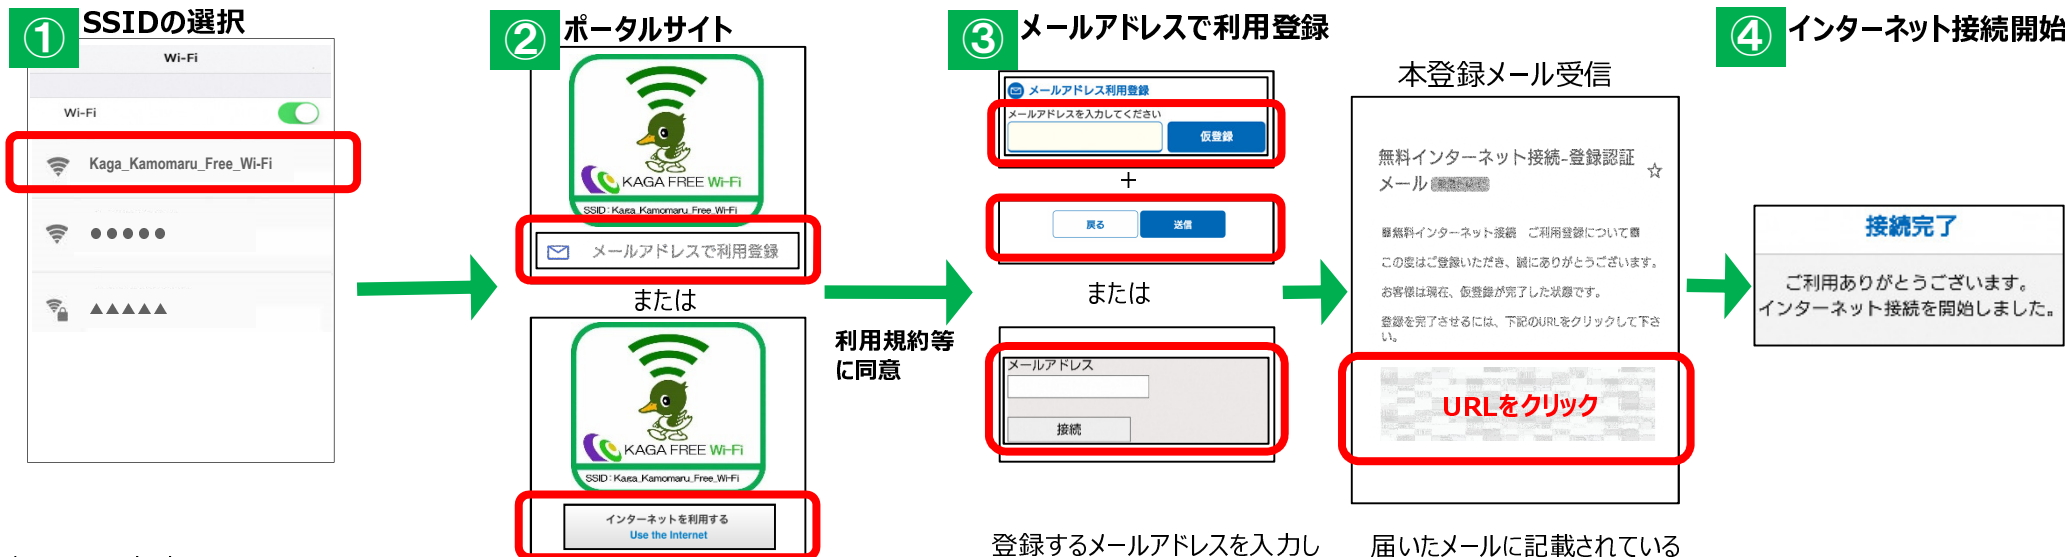 ① SSIDの選択
Wi-Fi
Wi-Fi
Kaga_Kamomaru_Free_Wi-Fi
●●●●●
▲▲▲▲▲
② ポータルサイト
KAGA FREE Wi-Fi
SSID：Kaga_Kamomaru_Free_Wi-Fi
メールアドレスで利用登録
または
KAGA FREE Wi-Fi
SSID：Kaga_Kamomaru_Free_Wi-Fi
インターネットを利用する
Use the Internet
利用規約等
に同意
③ メールアドレスで利用登録
メールアドレス利用登録
メールアドレスを入力してください
仮登録
+
戻る 送信
または
メールアドレス
接続
登録するメールアドレスを入力し
本登録メール受信
無料インターネット接続-登録認証
メール
☆
無料インターネット接続 ご利用登録について
この度はご登録いただき、誠にありがとうございます。
お客様は現在、仮登録が完了した状態です。
登録を完了させるには、下記のURLをクリックして下さ
い。
URLをクリック
届いたメールに記載されている
④ インターネット接続開始
接続完了
ご利用ありがとうございます。
インターネット接続を開始しました。